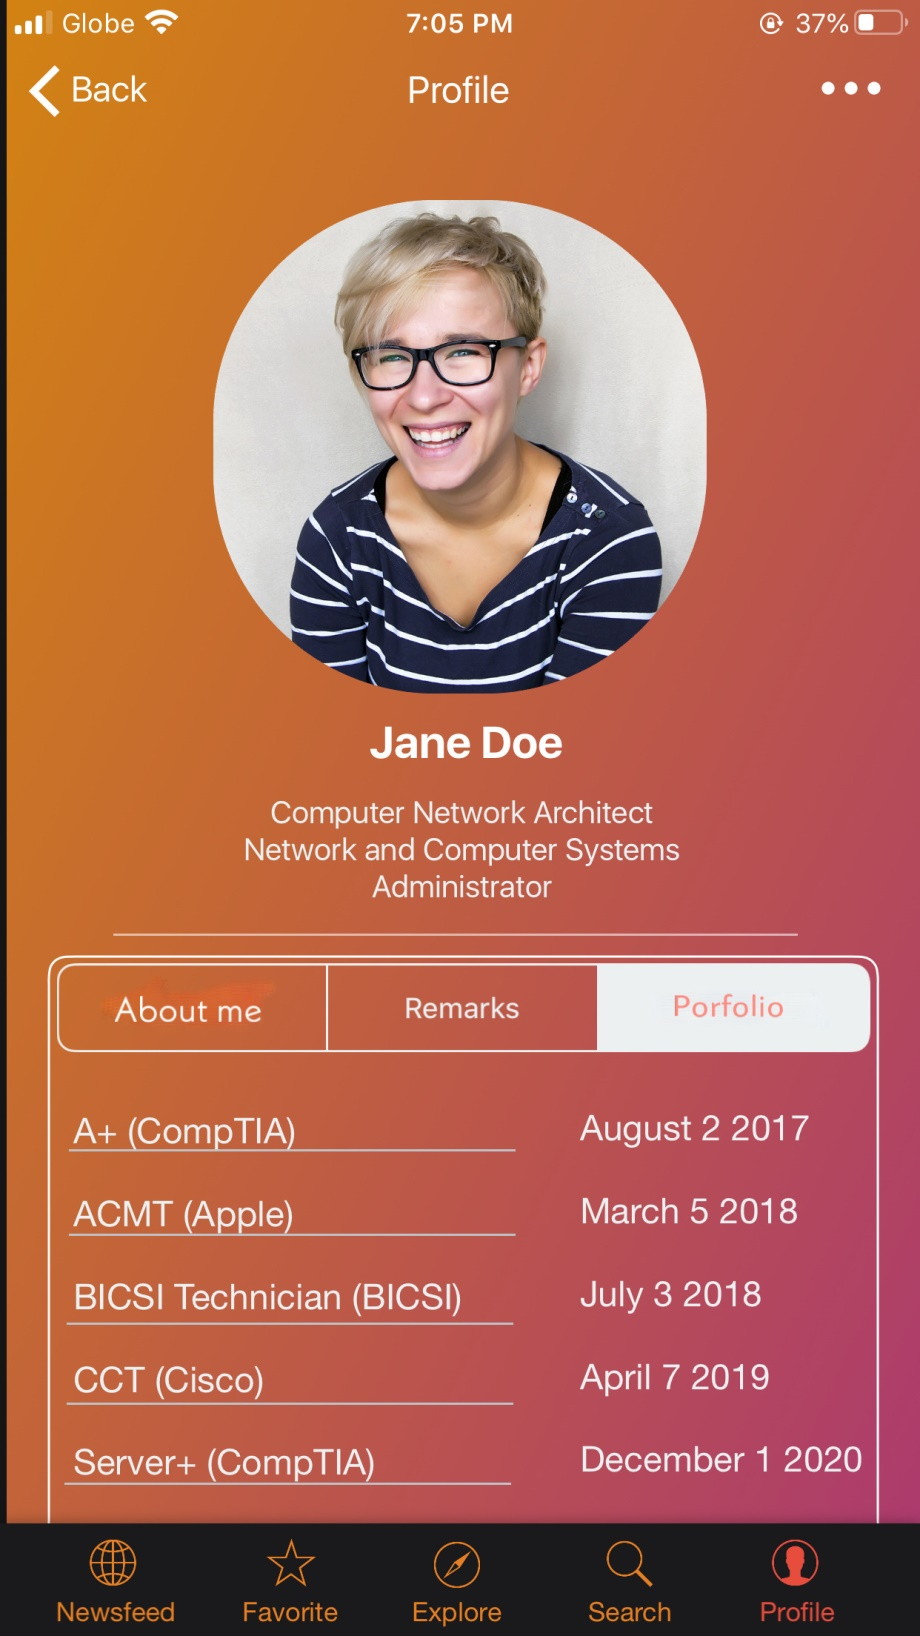 Globe 7:05 PM 37%
Back Profile
Jane Doe
Computer Network Architect
Network and Computer Systems
Administrator
About me Remarks Porfolio
A+ (CompTIA) August 2 2017
ACMT (Apple) March 5 2018
BICSI Technician (BICSI) July 3 2018
CCT (Cisco) April 7 2019
Server+ (CompTIA) December 1 2020
Newsfeed Favorite Explore Search Profile